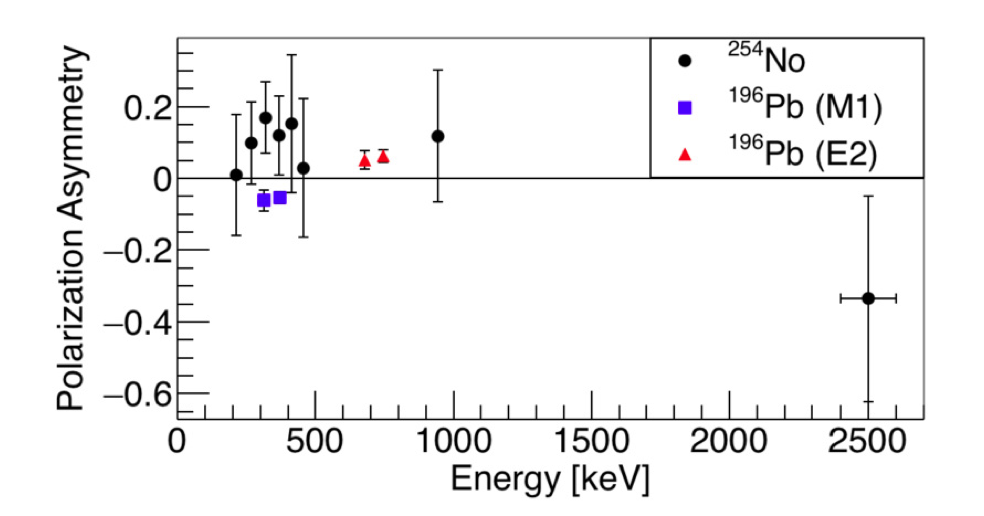 Polarization Asymmetry
0.2
0
−0.2
−0.4
−0.6
²⁵⁴No
¹⁹⁶Pb (M1)
¹⁹⁶Pb (E2)
0 500 1000 1500 2000 2500
Energy [keV]